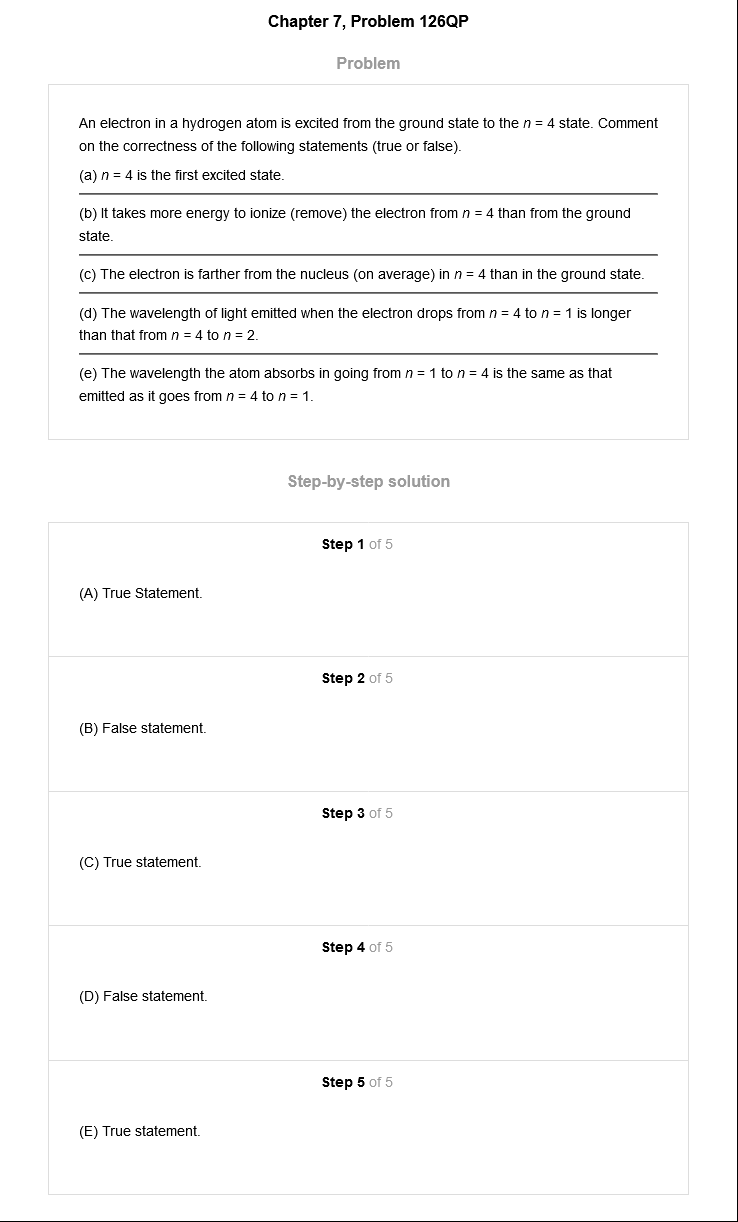 Chapter 7, Problem 126QP
Problem
An electron in a hydrogen atom is excited from the ground state to the n = 4 state. Comment
on the correctness of the following statements (true or false).
(a) n = 4 is the first excited state.
(b) It takes more energy to ionize (remove) the electron from n = 4 than from the ground
state.
(c) The electron is farther from the nucleus (on average) in n = 4 than in the ground state.
(d) The wavelength of light emitted when the electron drops from n = 4 to n = 1 is longer
than that from n = 4 to n = 2.
(e) The wavelength the atom absorbs in going from n = 1 to n = 4 is the same as that
emitted as it goes from n = 4 to n = 1.
Step-by-step solution
Step 1 of 5
(A) True Statement.
Step 2 of 5
(B) False statement.
Step 3 of 5
(C) True statement.
Step 4 of 5
(D) False statement.
Step 5 of 5
(E) True statement.